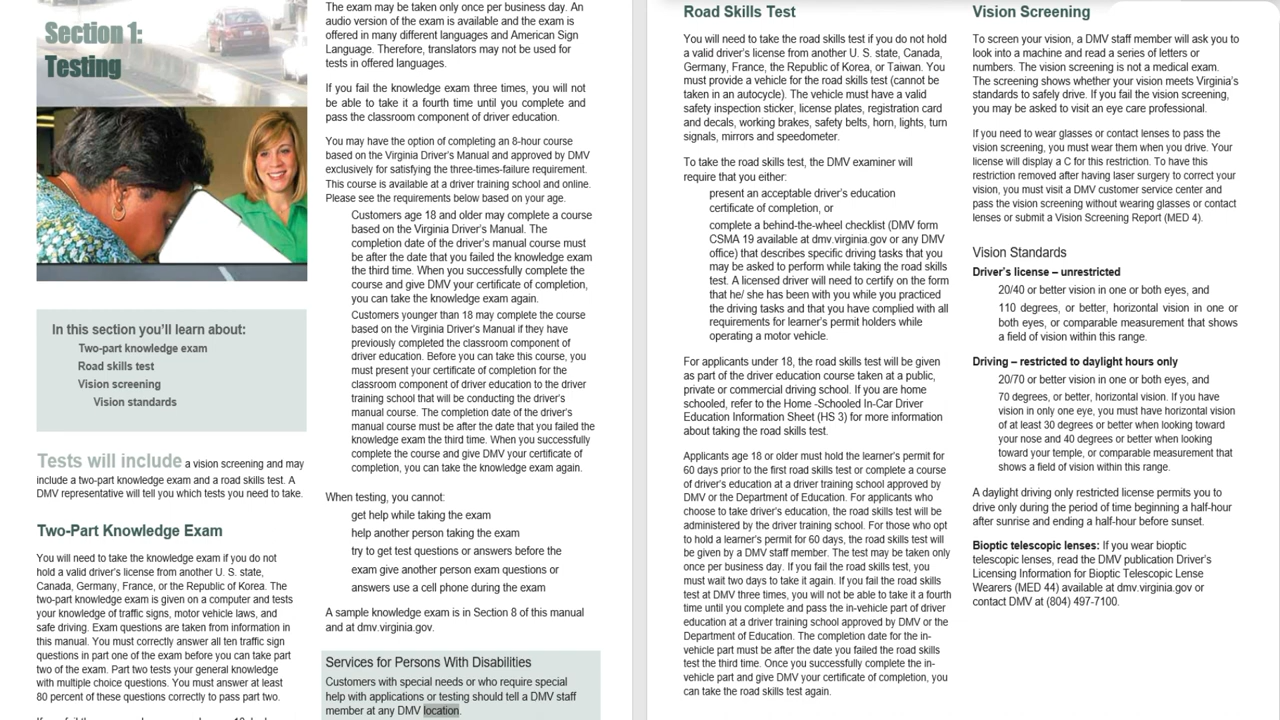 Section 1:
Testing
In this section you'll learn about:
Two-part knowledge exam
Road skills test
Vision screening
Vision standards
Tests will include a vision screening and may
include a two-part knowledge exam and a road skills test. A
DMV representative will tell you which tests you need to take.
Two-Part Knowledge Exam
You will need to take the knowledge exam if you do not
hold a valid driver's license from another U. S. state,
Canada, Germany, France, or the Republic of Korea. The
two-part knowledge exam is given on a computer and tests
your knowledge of traffic signs, motor vehicle laws, and
safe driving. Exam questions are taken from information in
this manual. You must correctly answer all ten traffic sign
questions in part one of the exam before you can take part
two of the exam. Part two tests your general knowledge
with multiple choice questions. You must answer at least
80 percent of these questions correctly to pass part two.
The exam may be taken only once per business day. An
audio version of the exam is available and the exam is
offered in many different languages and American Sign
Language. Therefore, translators may not be used for
tests in offered languages.
If you fail the knowledge exam three times, you will not
be able to take it a fourth time until you complete and
pass the classroom component of driver education.
You may have the option of completing an 8-hour course
based on the Virginia Driver's Manual and approved by DMV
exclusively for satisfying the three-times-failure requirement.
This course is available at a driver training school and online.
Please see the requirements below based on your age.
Customers age 18 and older may complete a course
based on the Virginia Driver's Manual. The
completion date of the driver's manual course must
be after the date that you failed the knowledge exam
the third time. When you successfully complete the
course and give DMV your certificate of completion,
you can take the knowledge exam again.
Customers younger than 18 may complete the course
based on the Virginia Driver's Manual if they have
previously completed the classroom component of
driver education. Before you can take this course, you
must present your certificate of completion for the
classroom component of driver education to the driver
training school that will be conducting the driver's
manual course. The completion date of the driver's
manual course must be after the date that you failed the
knowledge exam the third time. When you successfully
complete the course and give DMV your certificate of
completion, you can take the knowledge exam again.
When testing, you cannot:
get help while taking the exam
help another person taking the exam
try to get test questions or answers before the
exam give another person exam questions or
answers use a cell phone during the exam
A sample knowledge exam is in Section 8 of this manual
and at dmv.virginia.gov.
Services for Persons With Disabilities
Customers with special needs or who require special
help with applications or testing should tell a DMV staff
member at any DMV location.
Road Skills Test
You will need to take the road skills test if you do not hold
a valid driver's license from another U. S. state, Canada,
Germany, France, the Republic of Korea, or Taiwan. You
must provide a vehicle for the road skills test (cannot be
taken in an autocycle). The vehicle must have a valid
safety inspection sticker, license plates, registration card
and decals, working brakes, safety belts, horn, lights, turn
signals, mirrors and speedometer.
To take the road skills test, the DMV examiner will
require that you either:
present an acceptable driver's education
certificate of completion, or
complete a behind-the-wheel checklist (DMV form
CSMA 19 available at dmv.virginia.gov or any DMV
office) that describes specific driving tasks that you
may be asked to perform while taking the road skills
test. A licensed driver will need to certify on the form
that he/ she has been with you while you practiced
the driving tasks and that you have complied with all
requirements for learner's permit holders while
operating a motor vehicle.
For applicants under 18, the road skills test will be given
as part of the driver education course taken at a public,
private or commercial driving school. If you are home
schooled, refer to the Home -Schooled In-Car Driver
Education Information Sheet (HS 3) for more information
about taking the road skills test.
Applicants age 18 or older must hold the learner's permit for
60 days prior to the first road skills test or complete a course
of driver's education at a driver training school approved by
DMV or the Department of Education. For applicants who
choose to take driver's education, the road skills test will be
administered by the driver training school. For those who opt
to hold a learner's permit for 60 days, the road skills test will
be given by a DMV staff member. The test may be taken only
once per business day. If you fail the road skills test, you
must wait two days to take it again. If you fail the road skills
test at DMV three times, you will not be able to take it a fourth
time until you complete and pass the in-vehicle part of driver
education at a driver training school approved by DMV or the
Department of Education. The completion date for the in-
vehicle part must be after the date you failed the road skills
test the third time. Once you successfully complete the in-
vehicle part and give DMV your certificate of completion, you
can take the road skills test again.
Vision Screening
To screen your vision, a DMV staff member will ask you to
look into a machine and read a series of letters or
numbers. The vision screening is not a medical exam.
The screening shows whether your vision meets Virginia's
standards to safely drive. If you fail the vision screening,
you may be asked to visit an eye care professional.
If you need to wear glasses or contact lenses to pass the
vision screening, you must wear them when you drive. Your
license will display a C for this restriction. To have this
restriction removed after having laser surgery to correct your
vision, you must visit a DMV customer service center and
pass the vision screening without wearing glasses or contact
lenses or submit a Vision Screening Report (MED 4).
Vision Standards
Driver's license – unrestricted
20/40 or better vision in one or both eyes, and
110 degrees, or better, horizontal vision in one or
both eyes, or comparable measurement that shows
a field of vision within this range.
Driving – restricted to daylight hours only
20/70 or better vision in one or both eyes, and
70 degrees, or better, horizontal vision. If you have
vision in only one eye, you must have horizontal vision
of at least 30 degrees or better when looking toward
your nose and 40 degrees or better when looking
toward your temple, or comparable measurement that
shows a field of vision within this range.
A daylight driving only restricted license permits you to
drive only during the period of time beginning a half-hour
after sunrise and ending a half-hour before sunset.
Bioptic telescopic lenses: If you wear bioptic
telescopic lenses, read the DMV publication Driver's
Licensing Information for Bioptic Telescopic Lense
Wearers (MED 44) available at dmv.virginia.gov or
contact DMV at (804) 497-7100.